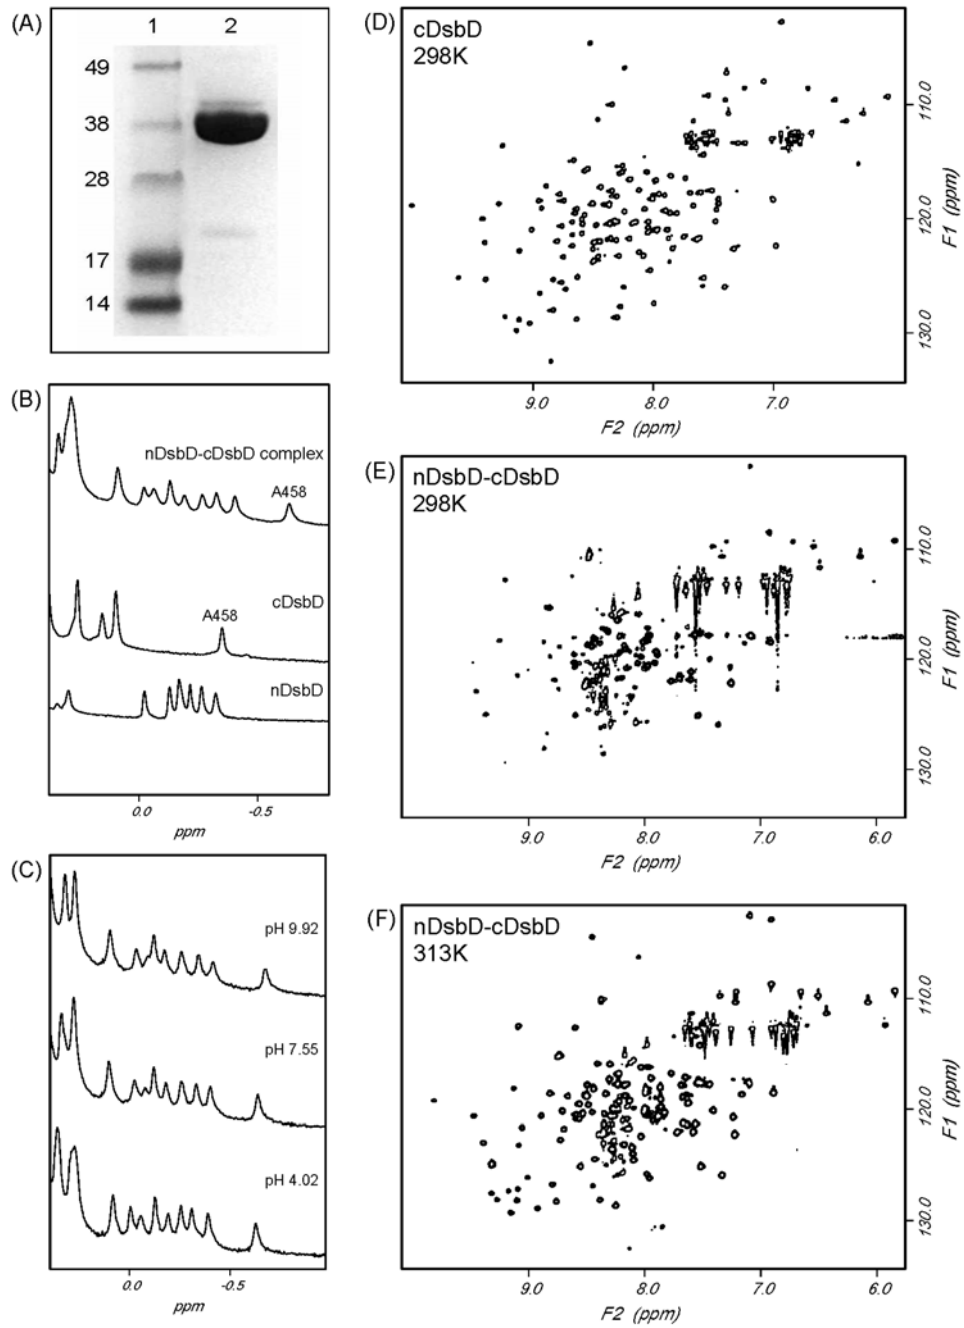 (A)
1 2
49
38
28
17
14
(B)
nDsbD-cDsbD complex
A458
cDsbD
A458
nDsbD
0.0 -0.5
ppm
(C)
pH 9.92
pH 7.55
pH 4.02
0.0 -0.5
ppm
(D)
cDsbD
298K
110.0
120.0
130.0
F1 (ppm)
9.0 8.0 7.0
F2 (ppm)
(E)
nDsbD-cDsbD
298K
110.0
120.0
130.0
F1 (ppm)
9.0 8.0 7.0 6.0
F2 (ppm)
(F)
nDsbD-cDsbD
313K
110.0
120.0
130.0
F1 (ppm)
9.0 8.0 7.0 6.0
F2 (ppm)